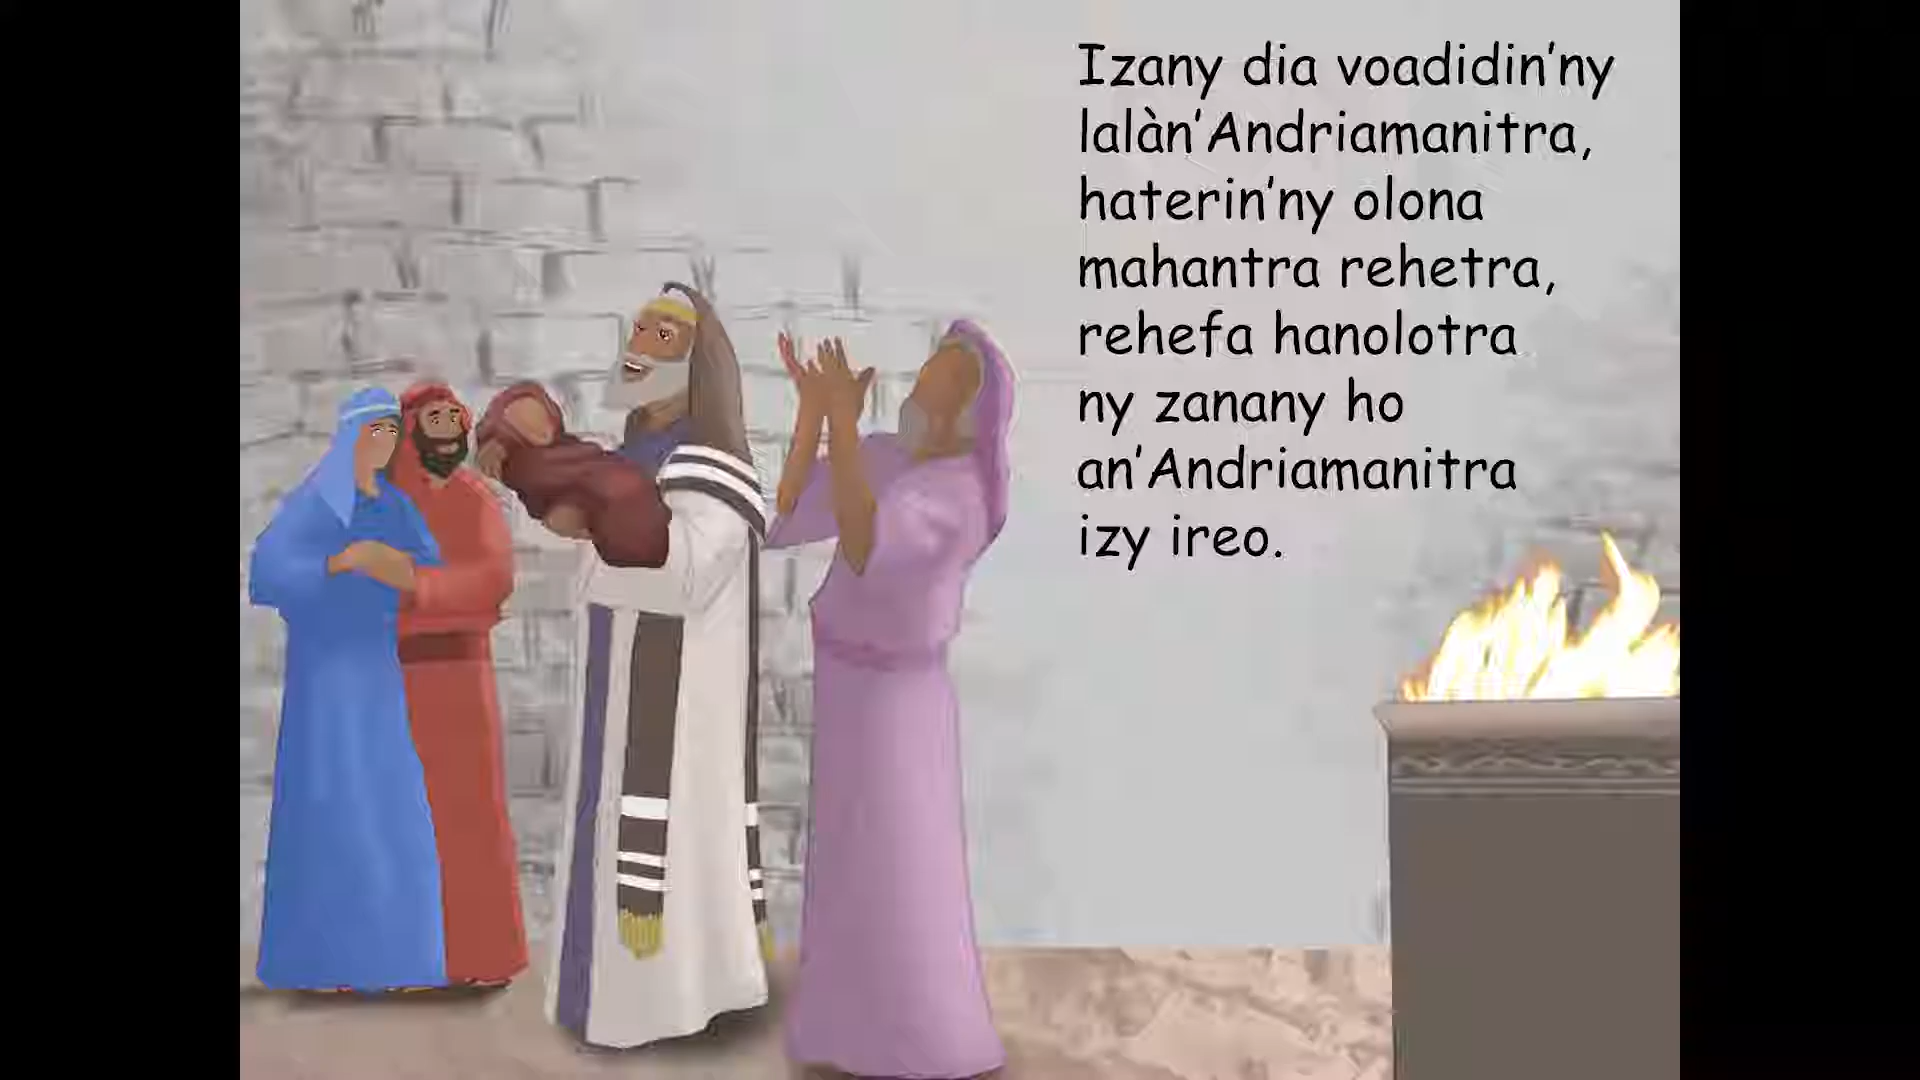 Izany dia voadidin’ny
lalàn’Andriamanitra,
haterin’ny olona
mahantra rehetra,
rehefa hanolotra
ny zanany ho
an’Andriamanitra
izy ireo.